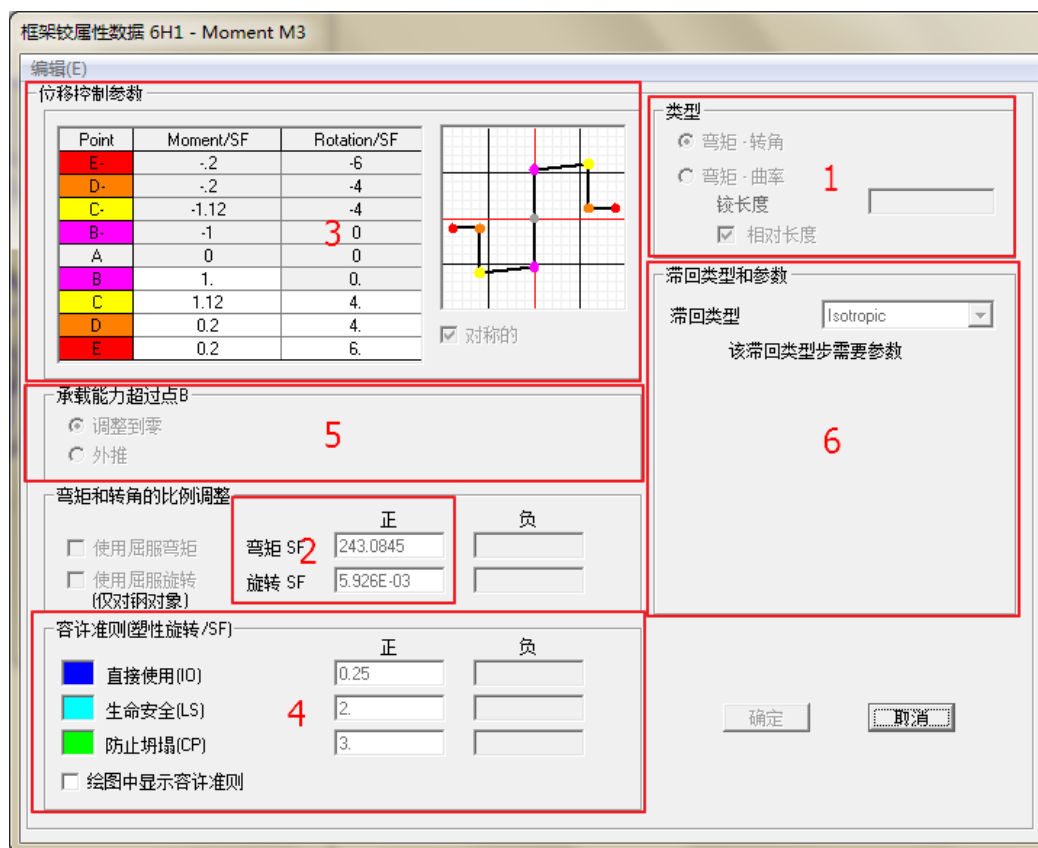 框架铰属性数据 6H1 - Moment M3
编辑(E)
位移控制参数
Point Moment/SF Rotation/SF
E- -.2 -6
D- -.2 -4
C- -1.12 -4
B- -1 0
A 0 0
B 1. 0.
C 1.12 4.
D 0.2 4.
E 0.2 6.
3
对称的
类型
弯矩 - 转角
弯矩 - 曲率
铰长度
相对长度
1
滞回类型和参数
滞回类型 Isotropic
该滞回类型步需要参数
6
承载能力超过点B
调整到零
外推
5
弯矩和转角的比例调整
正 负
使用屈服弯矩 弯矩 SF 243.0845
使用屈服旋转 旋转 SF 5.926E-03
(仅对钢对象)
2
容许准则(塑性旋转/SF)
正 负
直接使用(IO) 0.25
生命安全(LS) 2.
防止坍塌(CP) 3.
绘图中显示容许准则
4
确定 取消